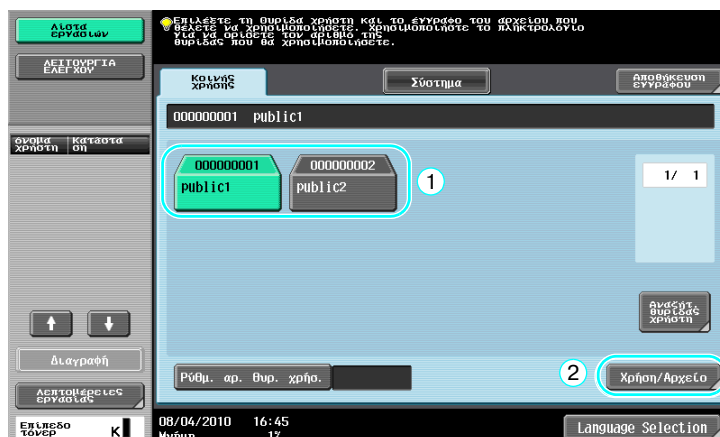 Λίστα
εργασιών
Επιλέξτε τη θυρίδα χρήστη και το έγγραφο του αρχείου που
θέλετε να χρησιμοποιήσετε. Χρησιμοποιήστε το πληκτρολόγιο
για να ορίσετε τον αριθμό της
θυρίδας που θα χρησιμοποιήσετε.
ΛΕΙΤΟΥΡΓΙΑ
ΕΛΕΓΧΟΥ
Κοινής
χρήσης
Σύστημα
Αποθήκευση
εγγράφου
000000001 public1
όνομα
χρήστη
Κατάστα
ση
000000001
public1
000000002
public2
1
1/ 1
Αναζήτ.
θυρίδας
χρήστη
Διαγραφή
2
Ρύθμ. αρ. θυρ. χρήσ.
Χρήση/Αρχείο
Λεπτομέρειες
εργασίας
Επίπεδο
τόνερ
K
08/04/2010 16:45
Μνήμη 1%
Language Selection